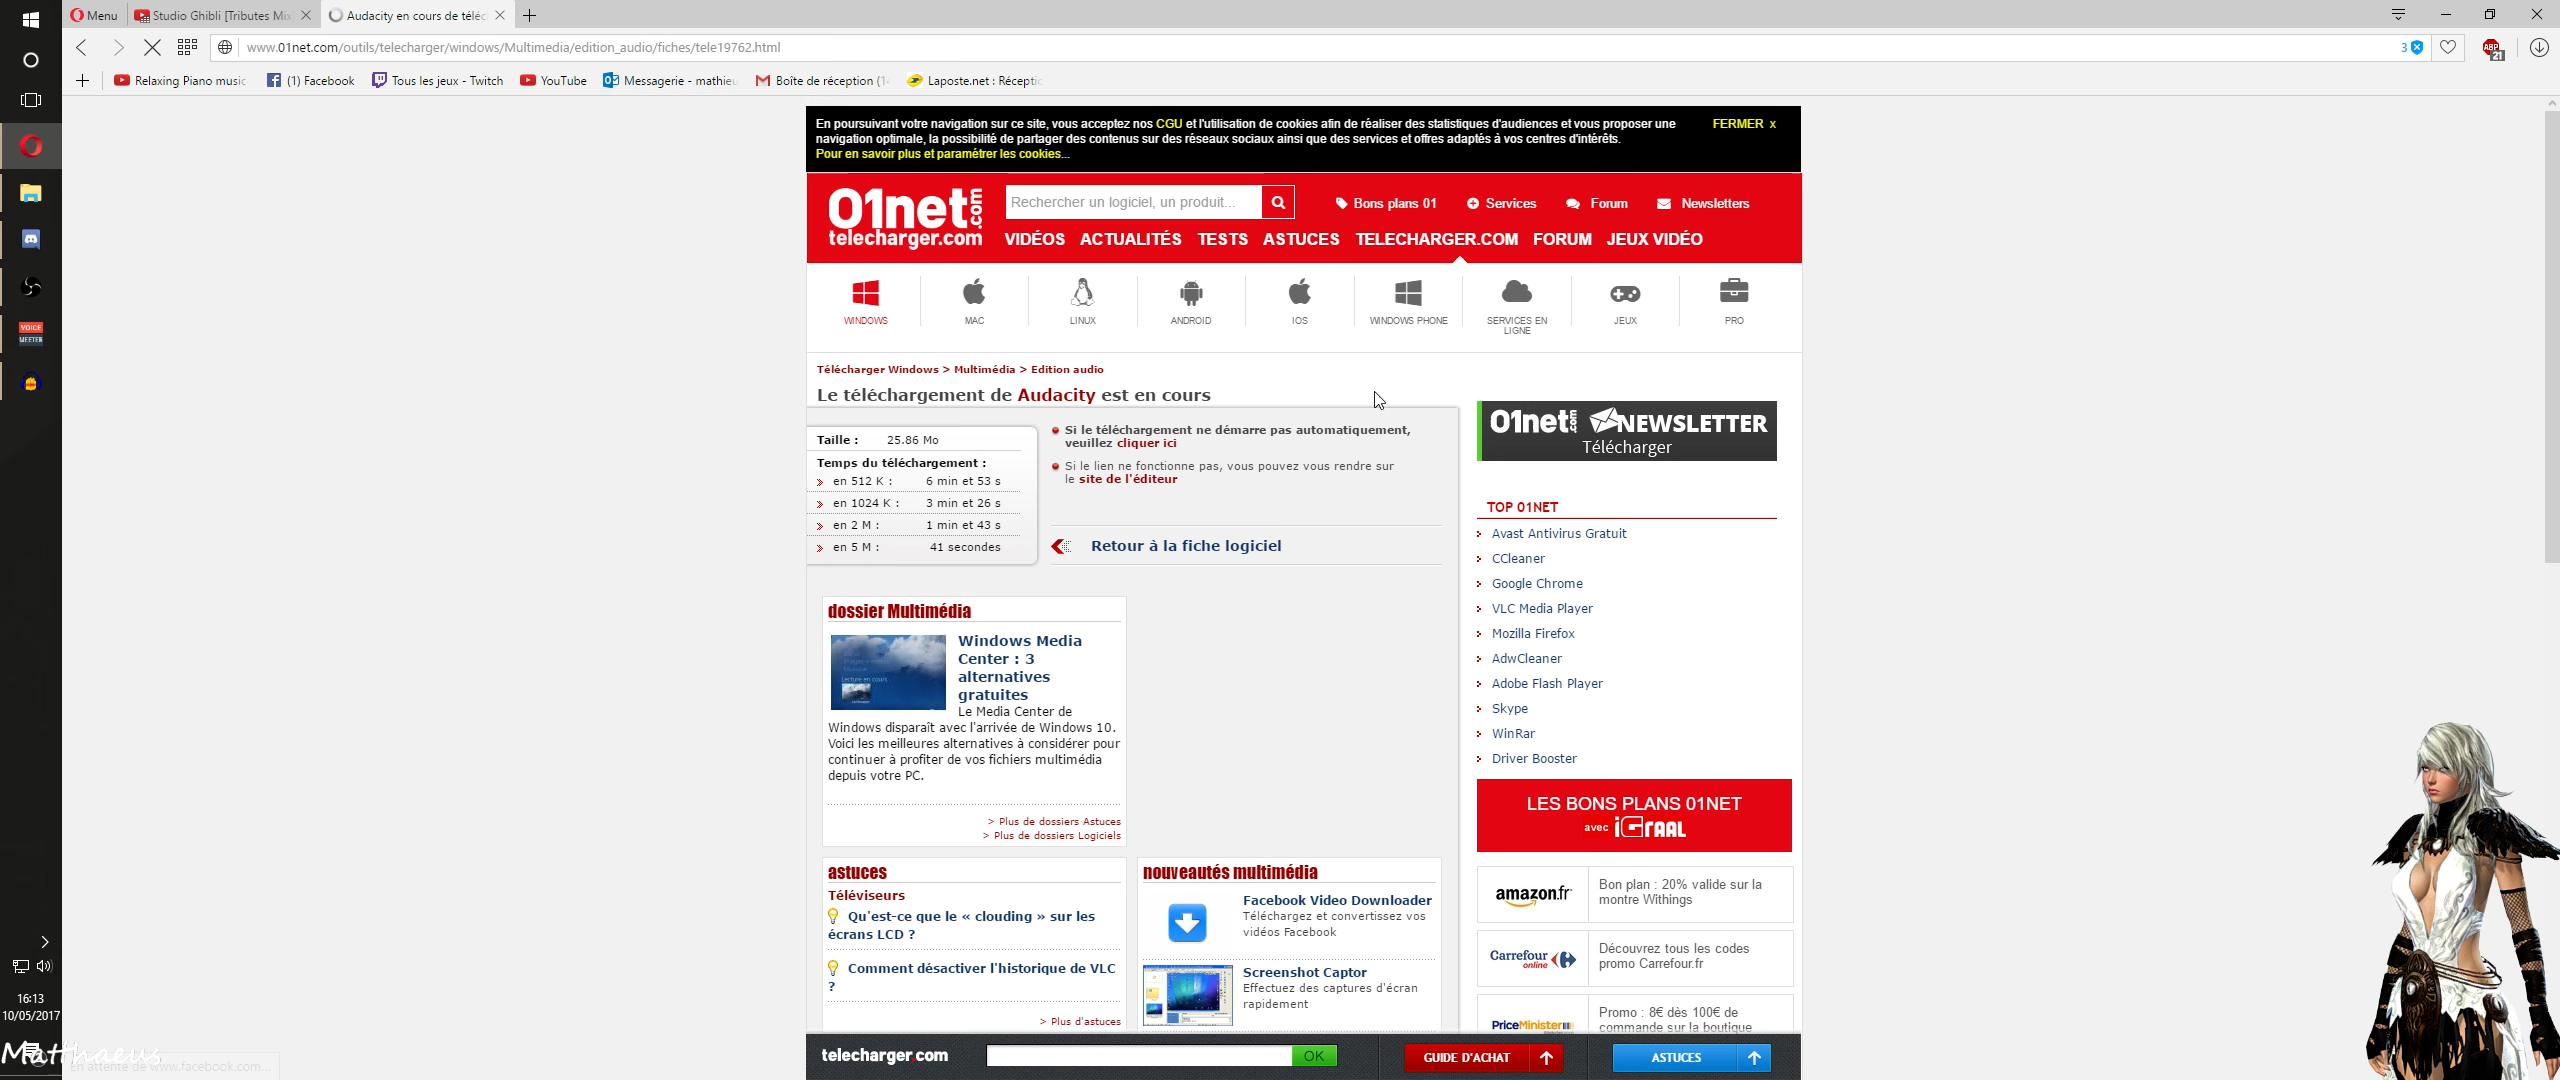 Menu
Studio Ghibli [Tributes Mix
Audacity en cours de téléc
www.01net.com/outils/telecharger/windows/Multimedia/edition_audio/fiches/tele19762.html
3
ABP
21
Relaxing Piano music
(1) Facebook
Tous les jeux - Twitch
YouTube
Messagerie - mathieu
Boîte de réception (1
Laposte.net : Réceptic
En poursuivant votre navigation sur ce site, vous acceptez nos CGU et l'utilisation de cookies afin de réaliser des statistiques d'audiences et vous proposer une
navigation optimale, la possibilité de partager des contenus sur des réseaux sociaux ainsi que des services et offres adaptés à vos centres d'intérêts.
Pour en savoir plus et paramétrer les cookies...
FERMER x
01net.com
telecharger.com
Rechercher un logiciel, un produit...
Bons plans 01
Services
Forum
Newsletters
VIDÉOS ACTUALITÉS TESTS ASTUCES TELECHARGER.COM FORUM JEUX VIDÉO
WINDOWS
MAC
LINUX
ANDROID
IOS
WINDOWS PHONE
SERVICES EN
LIGNE
JEUX
PRO
Télécharger Windows > Multimédia > Edition audio
Le téléchargement de Audacity est en cours
Taille : 25.86 Mo
Temps du téléchargement :
en 512 K : 6 min et 53 s
en 1024 K : 3 min et 26 s
en 2 M : 1 min et 43 s
en 5 M : 41 secondes
Si le téléchargement ne démarre pas automatiquement,
veuillez cliquer ici
Si le lien ne fonctionne pas, vous pouvez vous rendre sur
le site de l'éditeur
Retour à la fiche logiciel
01net.com NEWSLETTER
Télécharger
TOP 01NET
Avast Antivirus Gratuit
CCleaner
Google Chrome
VLC Media Player
Mozilla Firefox
AdwCleaner
Adobe Flash Player
Skype
WinRar
Driver Booster
dossier Multimédia
Lecture en cours
Windows Media
Center : 3
alternatives
gratuites
Le Media Center de
Windows disparaît avec l'arrivée de Windows 10.
Voici les meilleures alternatives à considérer pour
continuer à profiter de vos fichiers multimédia
depuis votre PC.
> Plus de dossiers Astuces
> Plus de dossiers Logiciels
LES BONS PLANS 01NET
avec iGRAAL
amazon.fr
Bon plan : 20% valide sur la
montre Withings
Carrefour
online
Découvrez tous les codes
promo Carrefour.fr
PriceMinister
Promo : 8€ dès 100€ de
commande sur la boutique
astuces
Téléviseurs
Qu'est-ce que le « clouding » sur les
écrans LCD ?
Comment désactiver l'historique de VLC
?
> Plus d'astuces
nouveautés multimédia
Facebook Video Downloader
Téléchargez et convertissez vos
vidéos Facebook
Screenshot Captor
Effectuez des captures d'écran
rapidement
telecharger.com
OK
GUIDE D'ACHAT
ASTUCES
VOICE
MEETER
16:13
10/05/2017
Matthaeus
En attente de www.facebook.com...